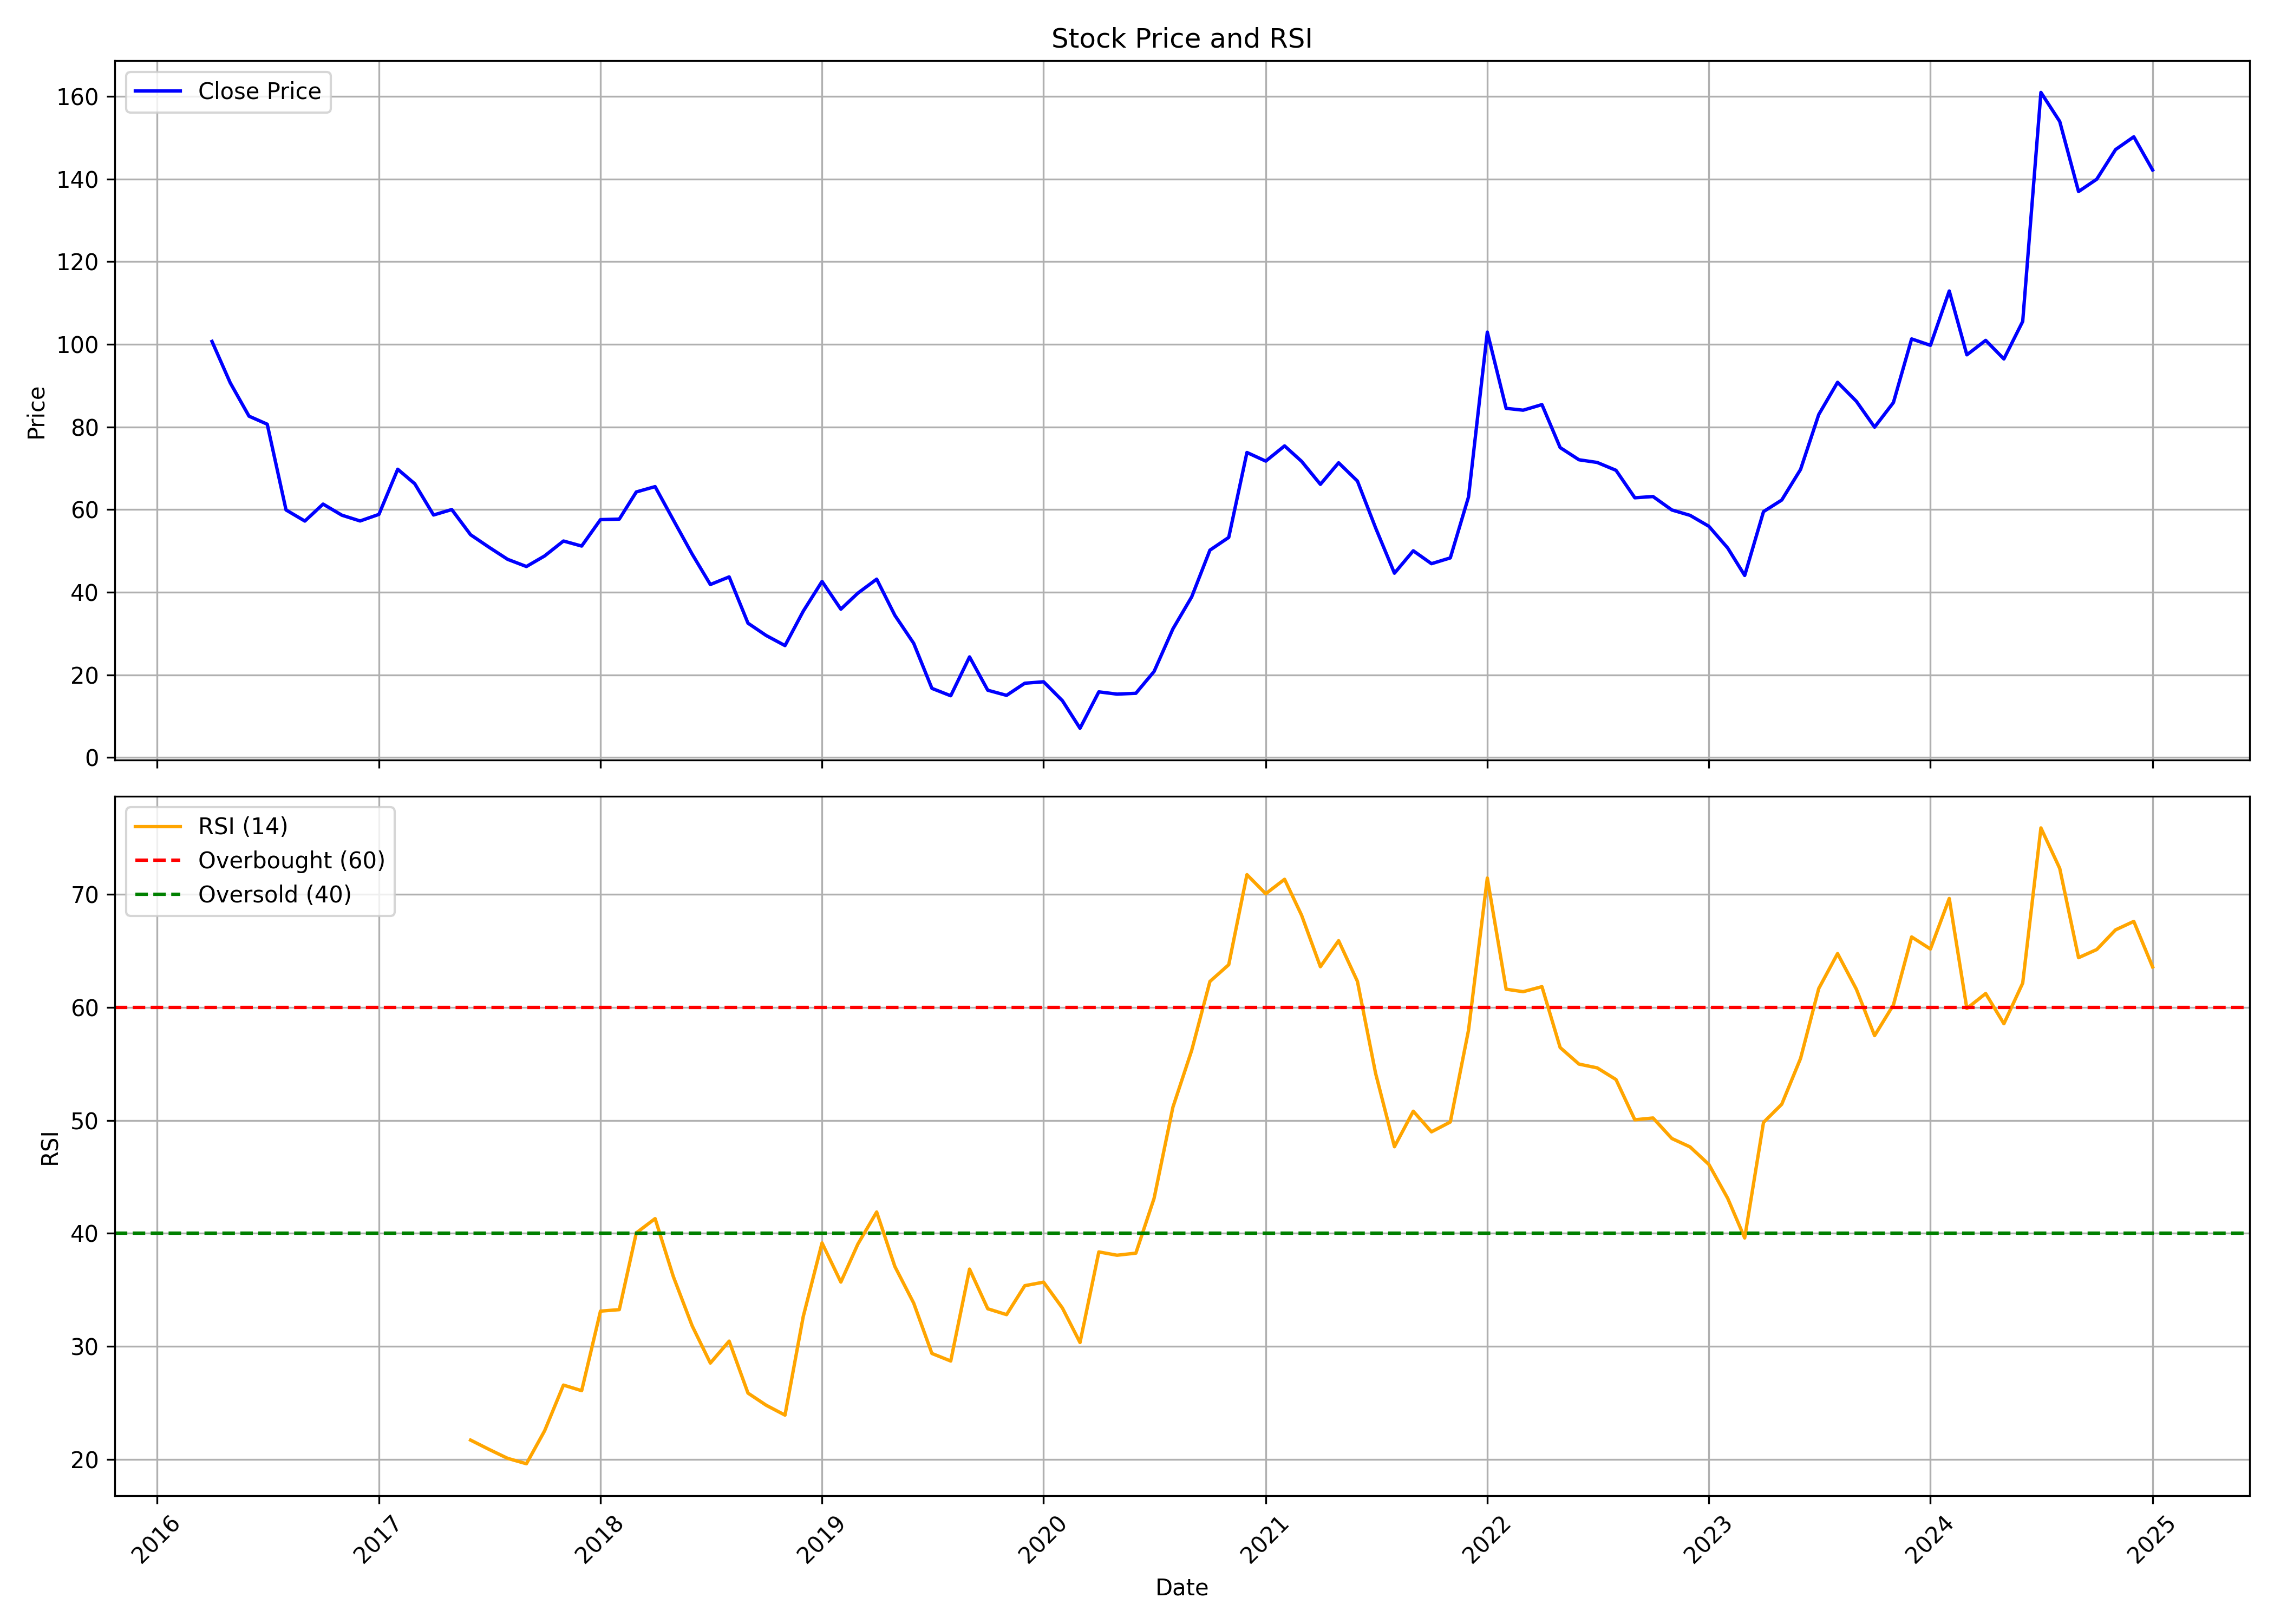 Stock Price and RSI
Close Price
160
140
120
100
80
60
40
20
0
Price
RSI (14)
Overbought (60)
Oversold (40)
70
60
50
40
30
20
RSI
2016 2017 2018 2019 2020 2021 2022 2023 2024 2025
Date